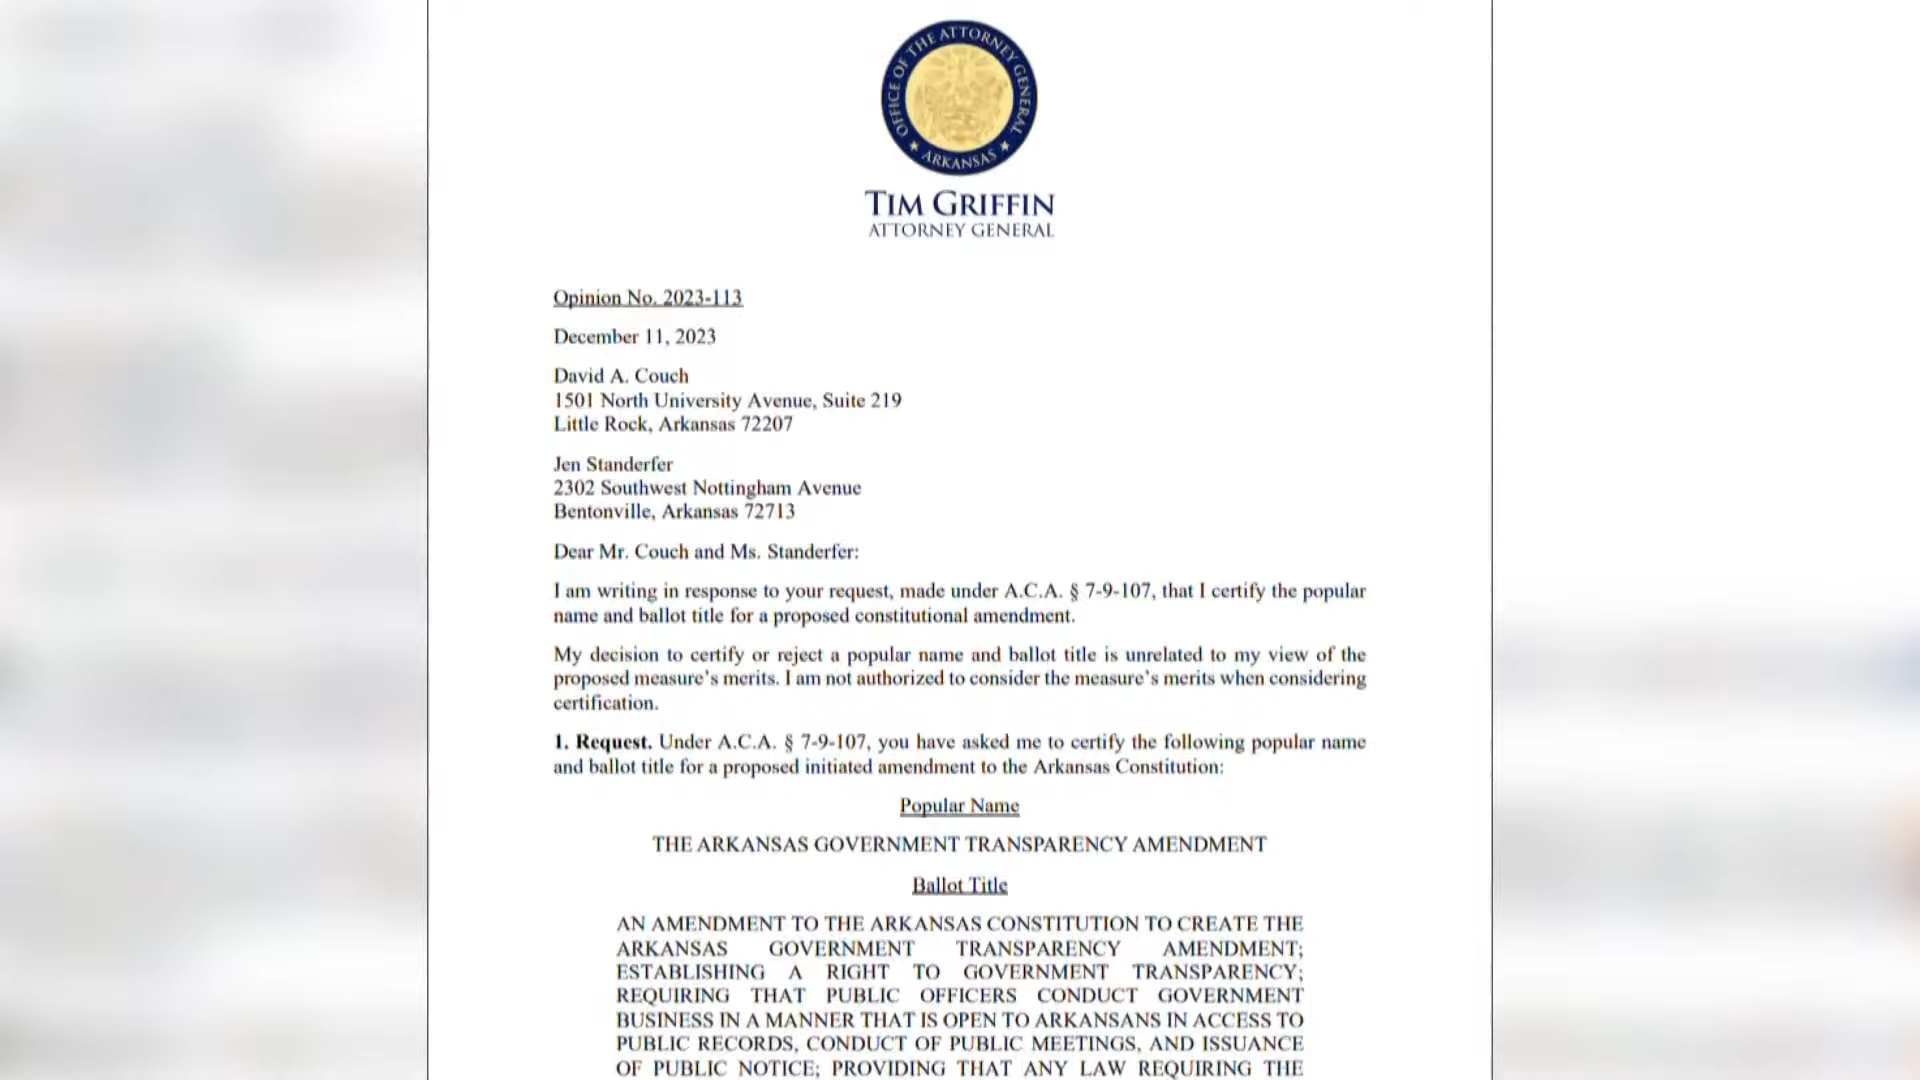 OFFICE OF THE ATTORNEY GENERAL
ARKANSAS
TIM GRIFFIN
ATTORNEY GENERAL
Opinion No. 2023-113
December 11, 2023
David A. Couch
1501 North University Avenue, Suite 219
Little Rock, Arkansas 72207
Jen Standerfer
2302 Southwest Nottingham Avenue
Bentonville, Arkansas 72713
Dear Mr. Couch and Ms. Standerfer:
I am writing in response to your request, made under A.C.A. § 7-9-107, that I certify the popular
name and ballot title for a proposed constitutional amendment.
My decision to certify or reject a popular name and ballot title is unrelated to my view of the
proposed measure's merits. I am not authorized to consider the measure's merits when considering
certification.
1. Request. Under A.C.A. § 7-9-107, you have asked me to certify the following popular name
and ballot title for a proposed initiated amendment to the Arkansas Constitution:
Popular Name
THE ARKANSAS GOVERNMENT TRANSPARENCY AMENDMENT
Ballot Title
AN AMENDMENT TO THE ARKANSAS CONSTITUTION TO CREATE THE
ARKANSAS GOVERNMENT TRANSPARENCY AMENDMENT;
ESTABLISHING A RIGHT TO GOVERNMENT TRANSPARENCY;
REQUIRING THAT PUBLIC OFFICERS CONDUCT GOVERNMENT
BUSINESS IN A MANNER THAT IS OPEN TO ARKANSANS IN ACCESS TO
PUBLIC RECORDS, CONDUCT OF PUBLIC MEETINGS, AND ISSUANCE
OF PUBLIC NOTICE; PROVIDING THAT ANY LAW REQUIRING THE